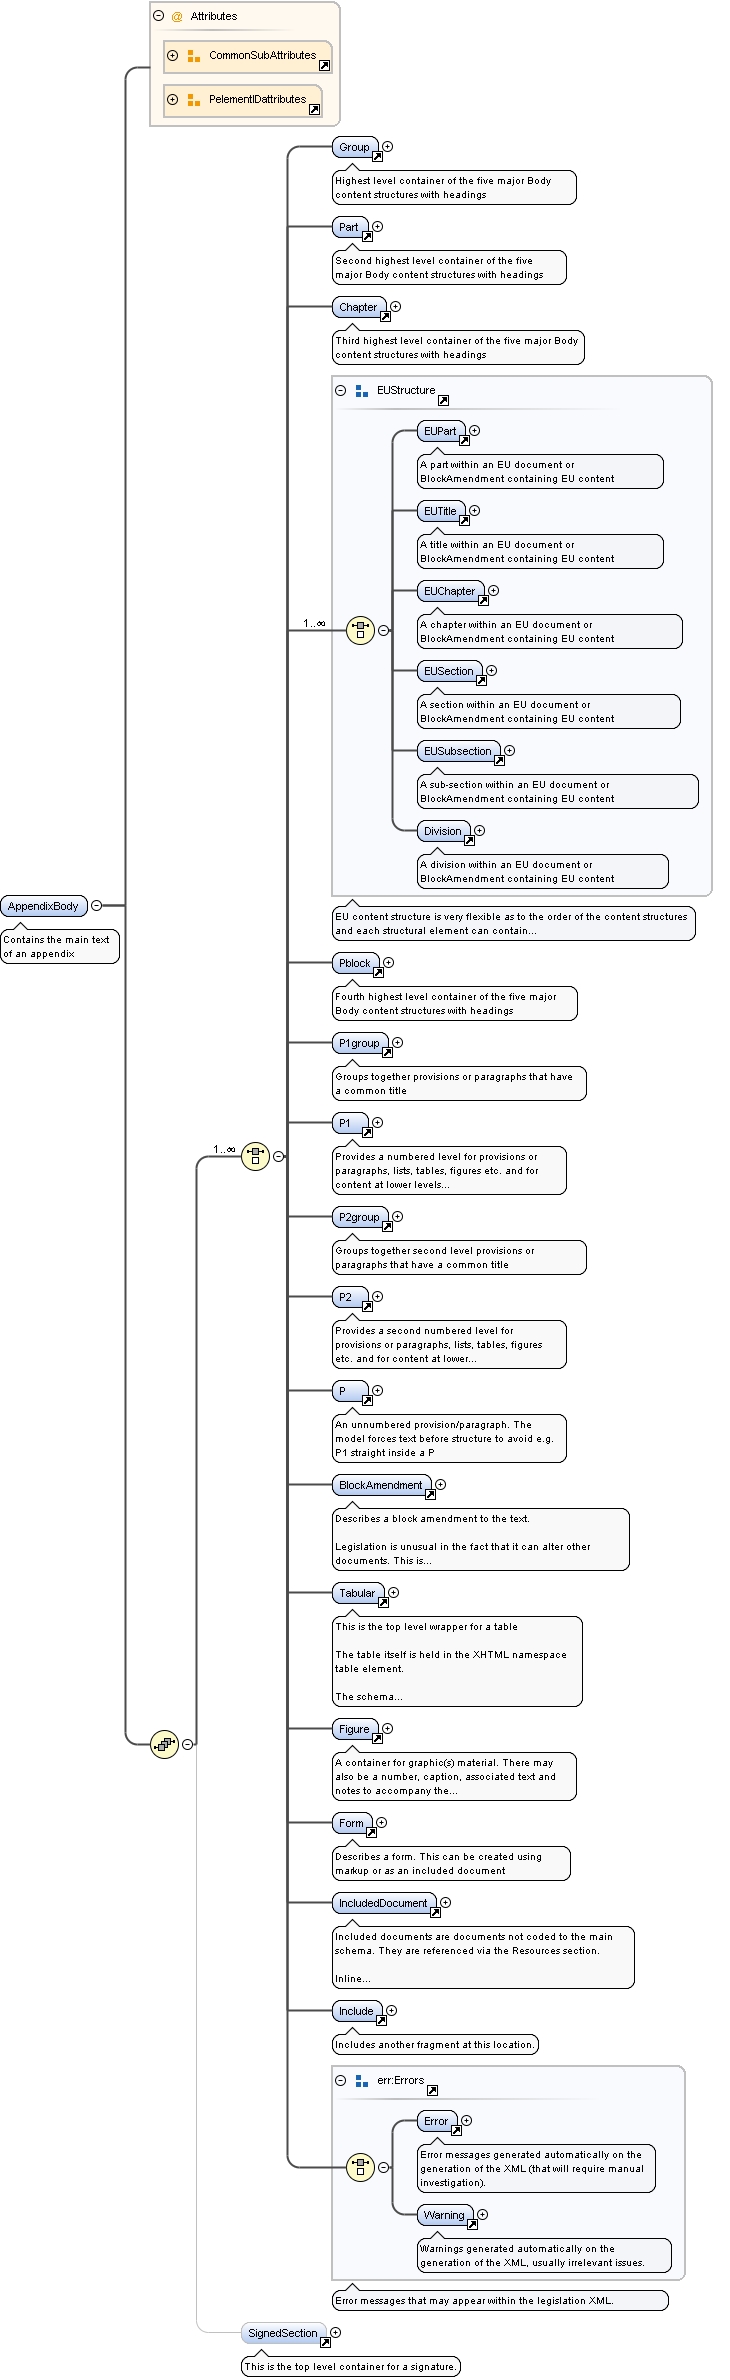 Attributes
CommonSubAttributes
PelementIDattributes
Group
Highest level container of the five major Body
content structures with headings
Part
Second highest level container of the five
major Body content structures with headings
Chapter
Third highest level container of the five major Body
content structures with headings
EUStructure
EUPart
A part within an EU document or
BlockAmendment containing EU content
EUTitle
A title within an EU document or
BlockAmendment containing EU content
EUChapter
A chapter within an EU document or
BlockAmendment containing EU content
1..∞
EUSection
A section within an EU document or
BlockAmendment containing EU content
EUSubsection
A sub-section within an EU document or
BlockAmendment containing EU content
Division
A division within an EU document or
BlockAmendment containing EU content
AppendixBody
Contains the main text
of an appendix
EU content structure is very flexible as to the order of the content structures
and each structural element can contain...
Pblock
Fourth highest level container of the five major
Body content structures with headings
P1group
Groups together provisions or paragraphs that have
a common title
P1
1..∞
Provides a numbered level for provisions or
paragraphs, lists, tables, figures etc. and for
content at lower levels...
P2group
Groups together second level provisions or
paragraphs that have a common title
P2
Provides a second numbered level for
provisions or paragraphs, lists, tables, figures
etc. and for content at lower...
P
An unnumbered provision/paragraph. The
model forces text before structure to avoid e.g.
P1 straight inside a P
BlockAmendment
Describes a block amendment to the text.
Legislation is unusual in the fact that it can alter other
documents. This is...
Tabular
This is the top level wrapper for a table
The table itself is held in the XHTML namespace
table element.
The schema...
Figure
A container for graphic(s) material. There may
also be a number, caption, associated text and
notes to accompany the...
Form
Describes a form. This can be created using
markup or as an included document
IncludedDocument
Included documents are documents not coded to the main
schema. They are referenced via the Resources section.
Inline...
Include
Includes another fragment at this location.
err:Errors
Error
Error messages generated automatically on the
generation of the XML (that will require manual
investigation).
Warning
Warnings generated automatically on the
generation of the XML, usually irrelevant issues.
Error messages that may appear within the legislation XML.
SignedSection
This is the top level container for a signature.